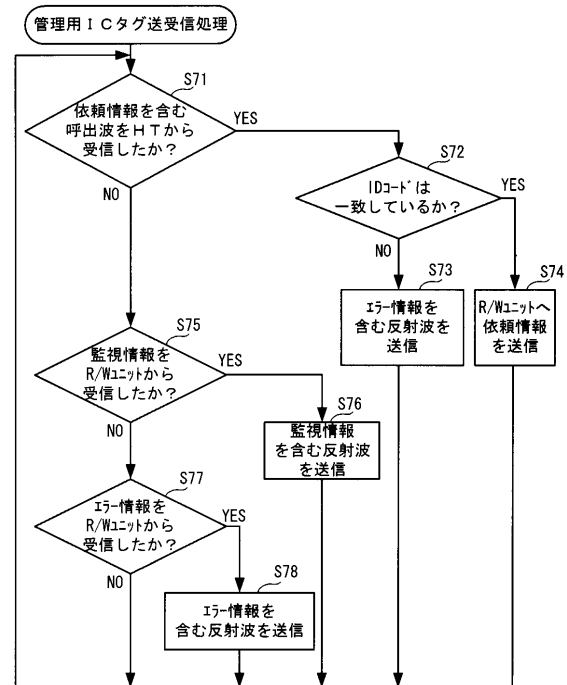 管理用ＩＣタグ送受信処理
S71
依頼情報を含む
呼出波をＨＴから
受信したか？
YES
NO
S72
IDｺｰﾄﾞは
一致しているか？
YES
NO
S73
ｴﾗｰ情報を
含む反射波を
送信
S74
R/Wﾕﾆｯﾄへ
依頼情報
を送信
S75
監視情報を
R/Wﾕﾆｯﾄから
受信したか？
YES
NO
S76
監視情報
を含む反射波
を送信
S77
ｴﾗｰ情報を
R/Wﾕﾆｯﾄから
受信したか？
YES
NO
S78
ｴﾗｰ情報を
含む反射波を送信